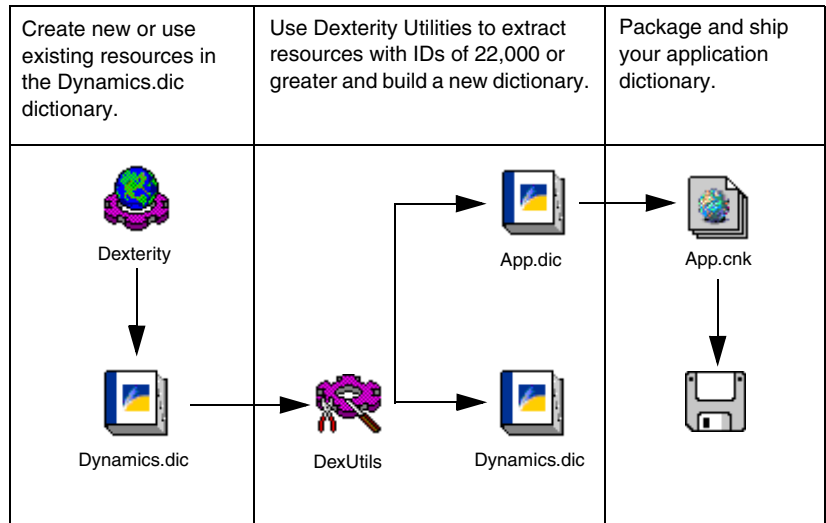 Create new or use
existing resources in
the Dynamics.dic
dictionary.
Use Dexterity Utilities to extract
resources with IDs of 22,000 or
greater and build a new dictionary.
Package and ship
your application
dictionary.
Dexterity
App.dic
App.cnk
Dynamics.dic
DexUtils
Dynamics.dic